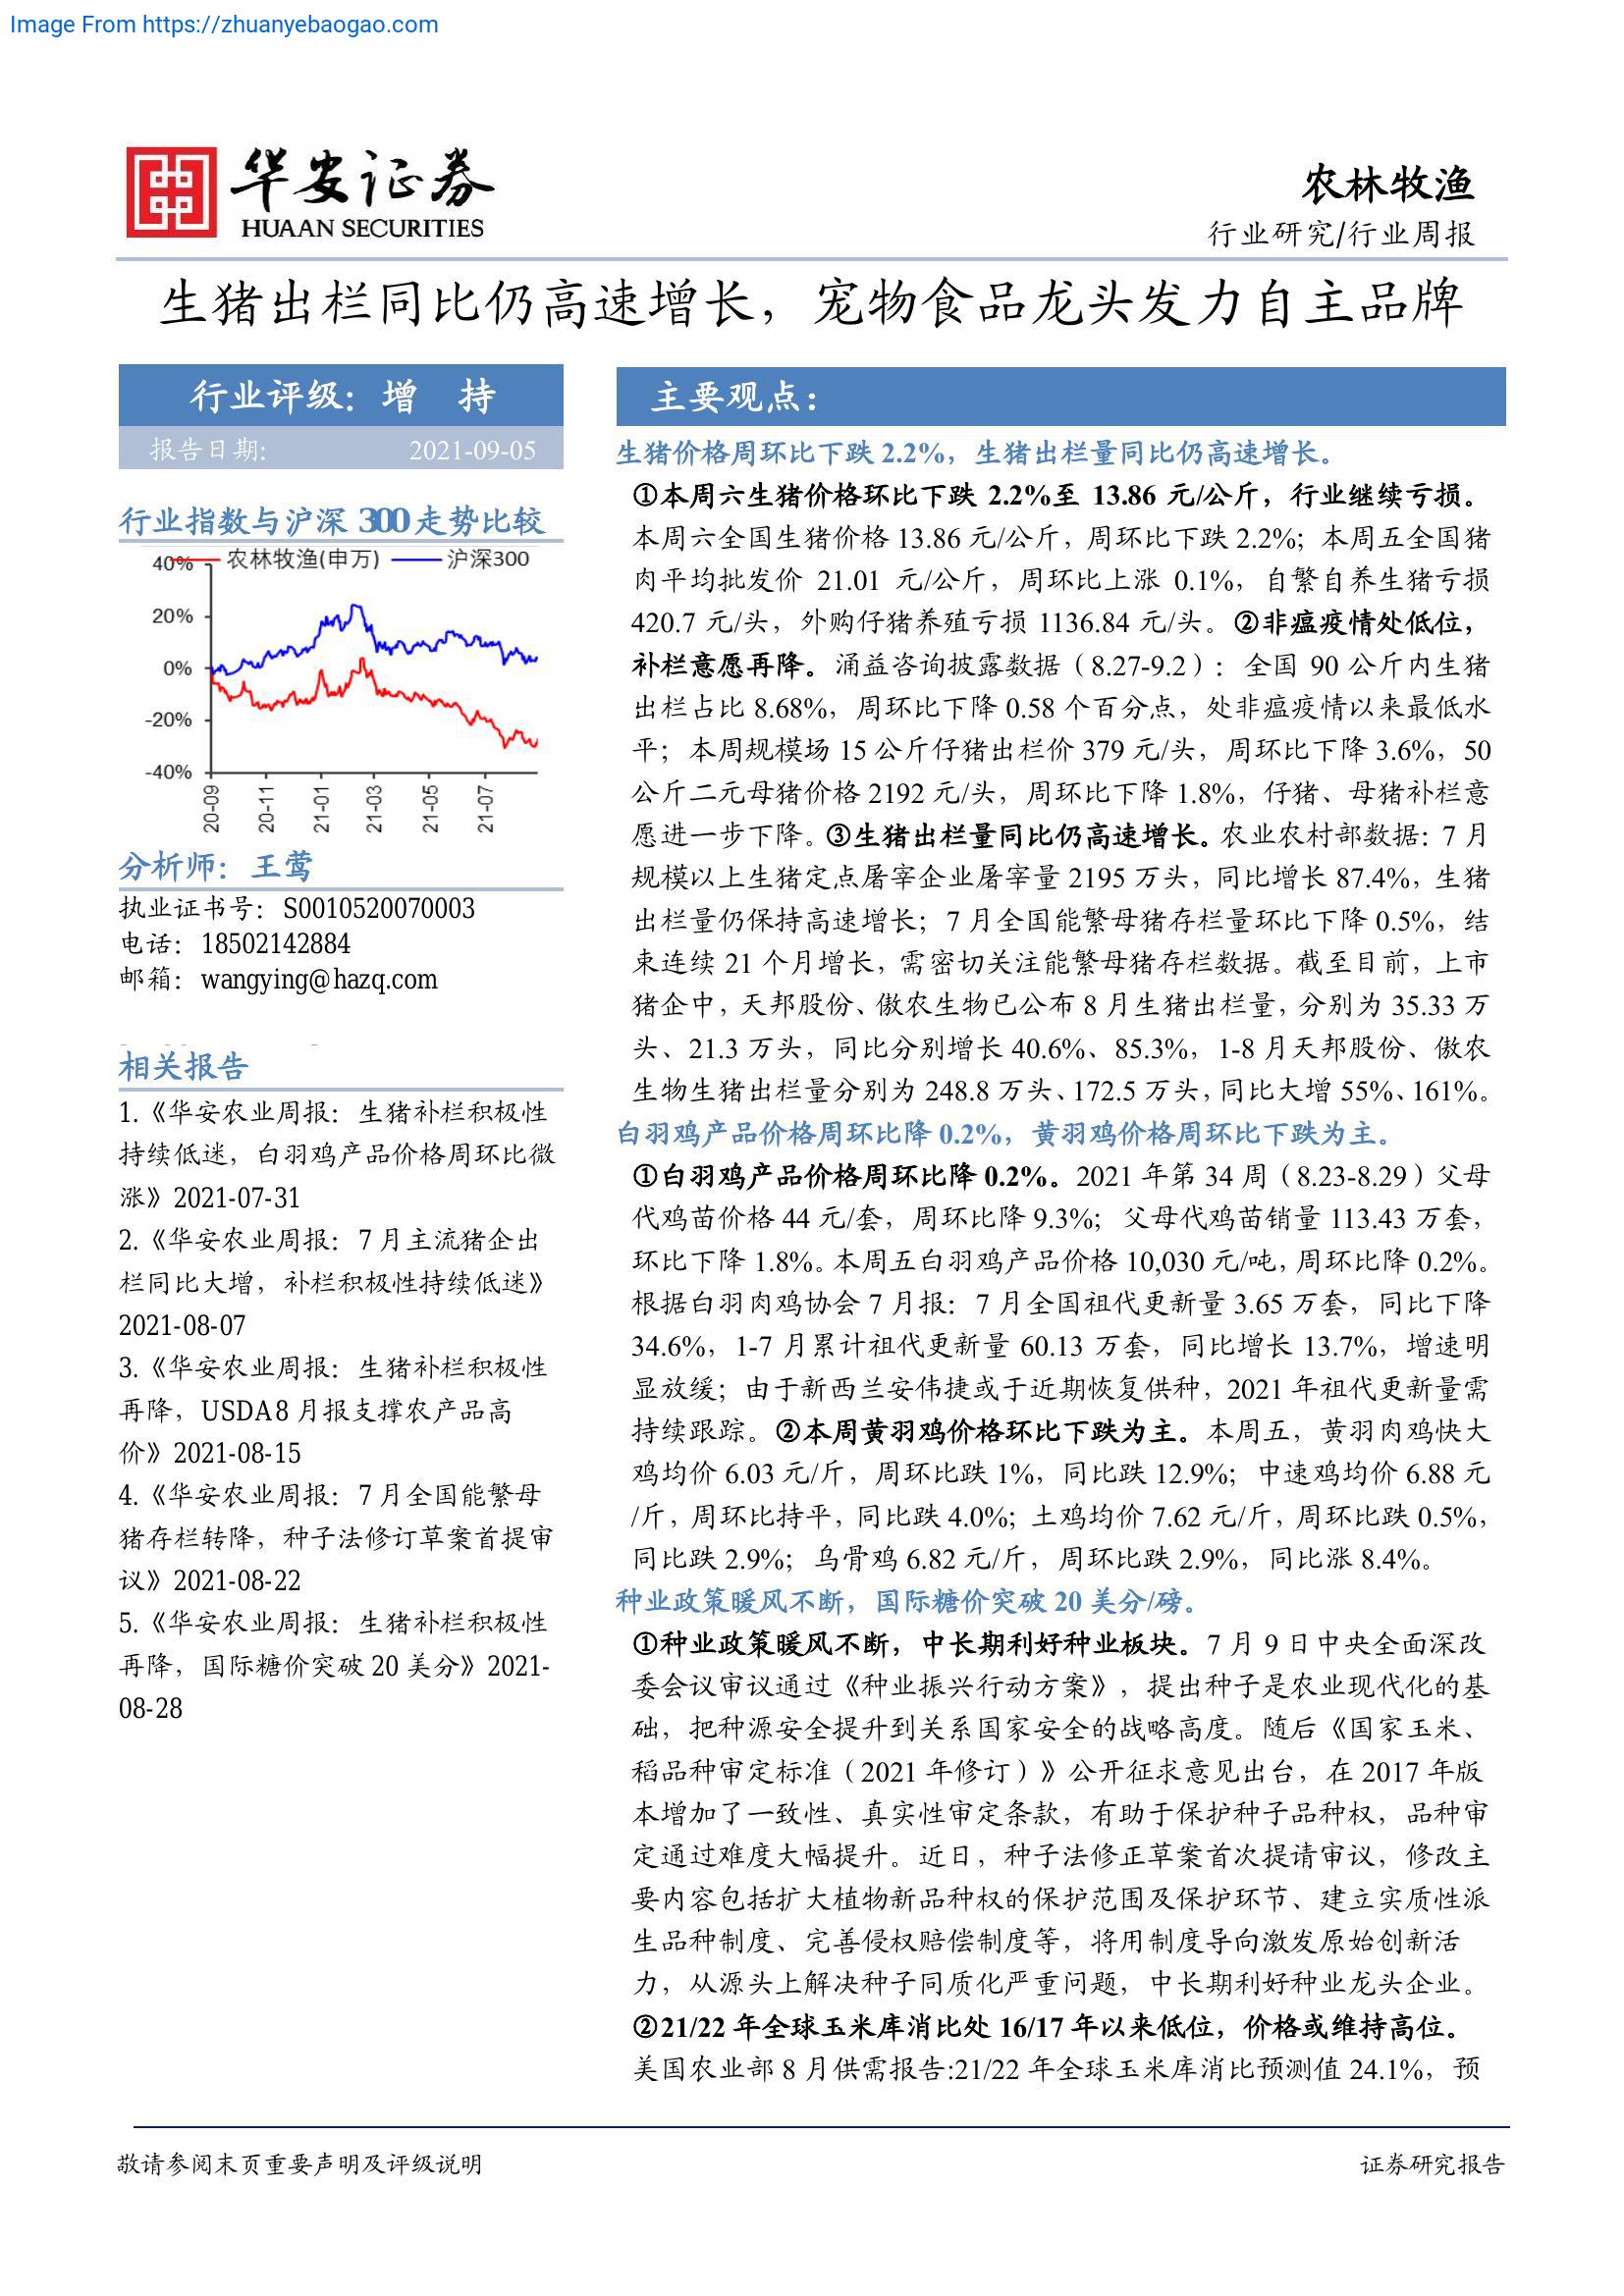 Image From https://zhuanyebaogao.com
华安证券
HUAAN SECURITIES
农林牧渔
行业研究/行业周报
生猪出栏同比仍高速增长，宠物食品龙头发力自主品牌
行业评级：增 持
报告日期: 2021-09-05
行业指数与沪深 300 走势比较
农林牧渔(申万) 沪深300
40%
20%
0%
-20%
-40%
20-09 20-11 21-01 21-03 21-05 21-07
分析师：王莺
执业证书号：S0010520070003
电话：18502142884
邮箱：wangying@hazq.com
相关报告
1.《华安农业周报：生猪补栏积极性
持续低迷，白羽鸡产品价格周环比微
涨》2021-07-31
2.《华安农业周报：7 月主流猪企出
栏同比大增，补栏积极性持续低迷》
2021-08-07
3.《华安农业周报：生猪补栏积极性
再降，USDA8 月报支撑农产品高
价》2021-08-15
4.《华安农业周报：7 月全国能繁母
猪存栏转降，种子法修订草案首提审
议》2021-08-22
5.《华安农业周报：生猪补栏积极性
再降，国际糖价突破 20 美分》2021-
08-28
主要观点：
生猪价格周环比下跌 2.2%，生猪出栏量同比仍高速增长。
①本周六生猪价格环比下跌 2.2%至 13.86 元/公斤，行业继续亏损。
本周六全国生猪价格 13.86 元/公斤，周环比下跌 2.2%；本周五全国猪
肉平均批发价 21.01 元/公斤，周环比上涨 0.1%，自繁自养生猪亏损
420.7 元/头，外购仔猪养殖亏损 1136.84 元/头。②非瘟疫情处低位，
补栏意愿再降。涌益咨询披露数据（8.27-9.2）：全国 90 公斤内生猪
出栏占比 8.68%，周环比下降 0.58 个百分点，处非瘟疫情以来最低水
平；本周规模场 15 公斤仔猪出栏价 379 元/头，周环比下降 3.6%，50
公斤二元母猪价格 2192 元/头，周环比下降 1.8%，仔猪、母猪补栏意
愿进一步下降。③生猪出栏量同比仍高速增长。农业农村部数据：7 月
规模以上生猪定点屠宰企业屠宰量 2195 万头，同比增长 87.4%，生猪
出栏量仍保持高速增长；7 月全国能繁母猪存栏量环比下降 0.5%，结
束连续 21 个月增长，需密切关注能繁母猪存栏数据。截至目前，上市
猪企中，天邦股份、傲农生物已公布 8 月生猪出栏量，分别为 35.33 万
头、21.3 万头，同比分别增长 40.6%、85.3%，1-8 月天邦股份、傲农
生物生猪出栏量分别为 248.8 万头、172.5 万头，同比大增 55%、161%。
白羽鸡产品价格周环比降 0.2%，黄羽鸡价格周环比下跌为主。
①白羽鸡产品价格周环比降 0.2%。2021 年第 34 周（8.23-8.29）父母
代鸡苗价格 44 元/套，周环比降 9.3%；父母代鸡苗销量 113.43 万套，
环比下降 1.8%。本周五白羽鸡产品价格 10,030 元/吨，周环比降 0.2%。
根据白羽肉鸡协会 7 月报：7 月全国祖代更新量 3.65 万套，同比下降
34.6%，1-7 月累计祖代更新量 60.13 万套，同比增长 13.7%，增速明
显放缓；由于新西兰安伟捷或于近期恢复供种，2021 年祖代更新量需
持续跟踪。②本周黄羽鸡价格环比下跌为主。本周五，黄羽肉鸡快大
鸡均价 6.03 元/斤，周环比跌 1%，同比跌 12.9%；中速鸡均价 6.88 元
/斤，周环比持平，同比跌 4.0%；土鸡均价 7.62 元/斤，周环比跌 0.5%，
同比跌 2.9%；乌骨鸡 6.82 元/斤，周环比跌 2.9%，同比涨 8.4%。
种业政策暖风不断，国际糖价突破 20 美分/磅。
①种业政策暖风不断，中长期利好种业板块。7 月 9 日中央全面深改
委会议审议通过《种业振兴行动方案》，提出种子是农业现代化的基
础，把种源安全提升到关系国家安全的战略高度。随后《国家玉米、
稻品种审定标准（2021 年修订）》公开征求意见出台，在 2017 年版
本增加了一致性、真实性审定条款，有助于保护种子品种权，品种审
定通过难度大幅提升。近日，种子法修正草案首次提请审议，修改主
要内容包括扩大植物新品种权的保护范围及保护环节、建立实质性派
生品种制度、完善侵权赔偿制度等，将用制度导向激发原始创新活
力，从源头上解决种子同质化严重问题，中长期利好种业龙头企业。
②21/22 年全球玉米库消比处 16/17 年以来低位，价格或维持高位。
美国农业部 8 月供需报告:21/22 年全球玉米库消比预测值 24.1%，预
敬请参阅末页重要声明及评级说明
证券研究报告